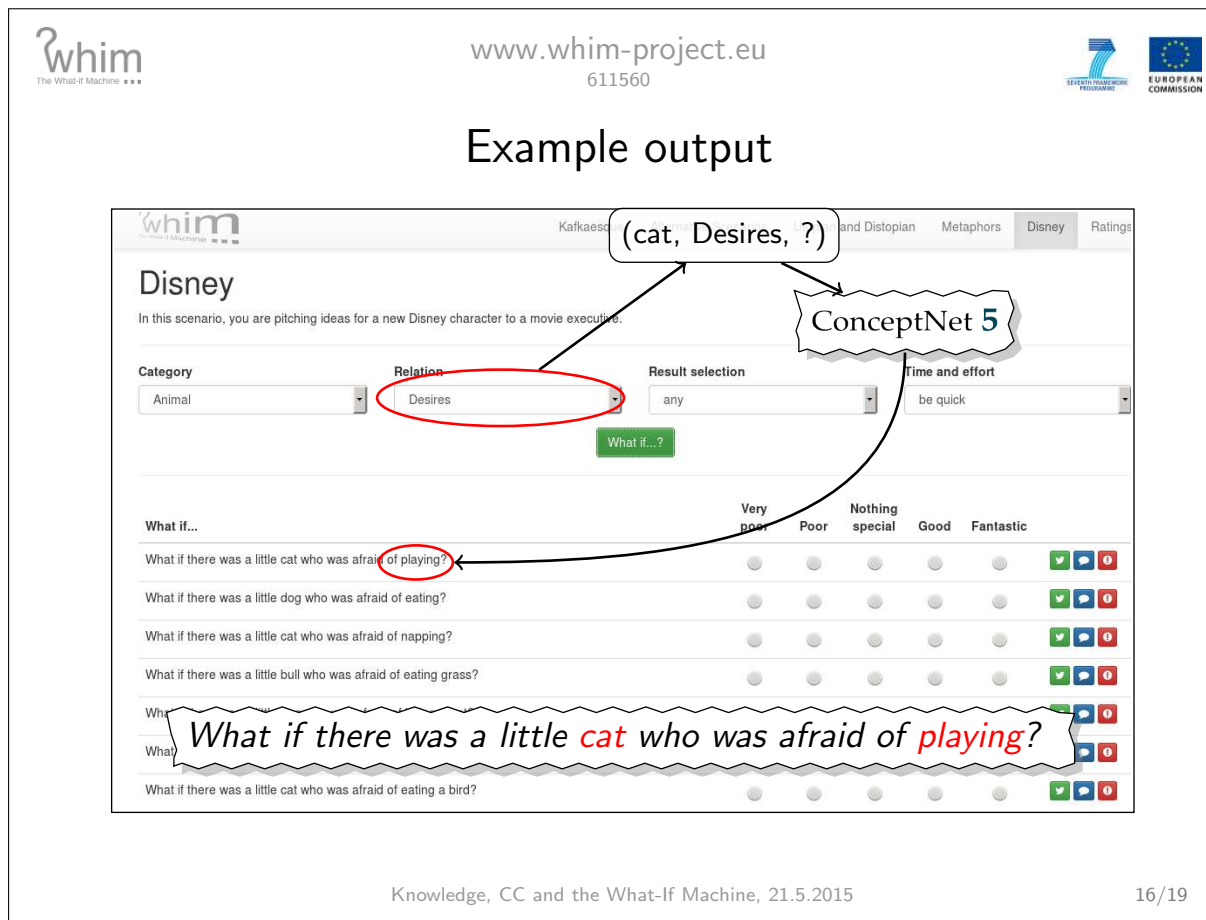 whim
The What-if Machine
www.whim-project.eu
611560
SEVENTH FRAMEWORK
PROGRAMME
EUROPEAN
COMMISSION
Example output
whim
Kafkaesque and Distopian Metaphors Disney Ratings
(cat, Desires, ?)
Disney
In this scenario, you are pitching ideas for a new Disney character to a movie executive.
ConceptNet 5
Category Relation Result selection Time and effort
Animal Desires any be quick
What if...?
What if... Very poor Poor Nothing special Good Fantastic
What if there was a little cat who was afraid of playing?
What if there was a little dog who was afraid of eating?
What if there was a little cat who was afraid of napping?
What if there was a little bull who was afraid of eating grass?
What if there was a little cat who was afraid of playing?
What
What if there was a little cat who was afraid of eating a bird?
Knowledge, CC and the What-If Machine, 21.5.2015 16/19